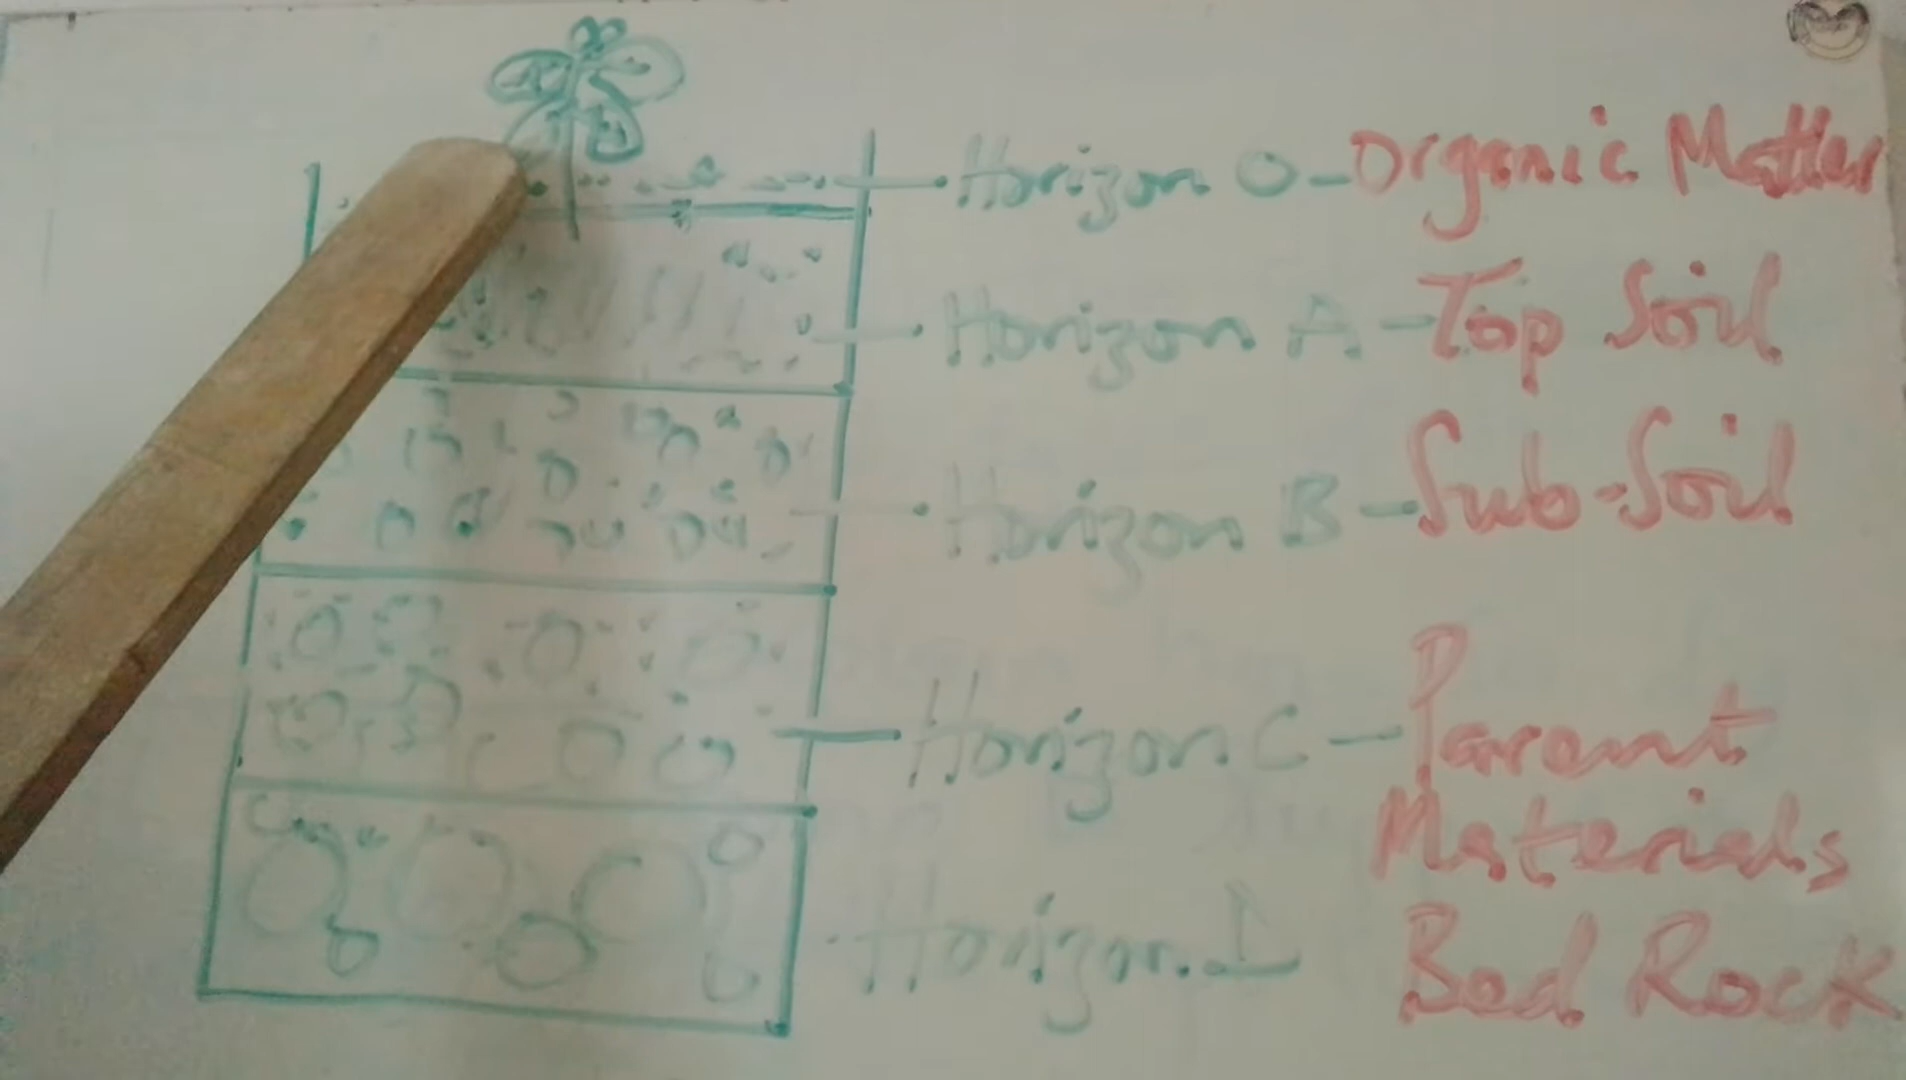 Horizon O - Organic Matter
Horizon A - Top Soil
Horizon B - Sub-Soil
Horizon C - Parent
Materials
Horizon Bed Rock